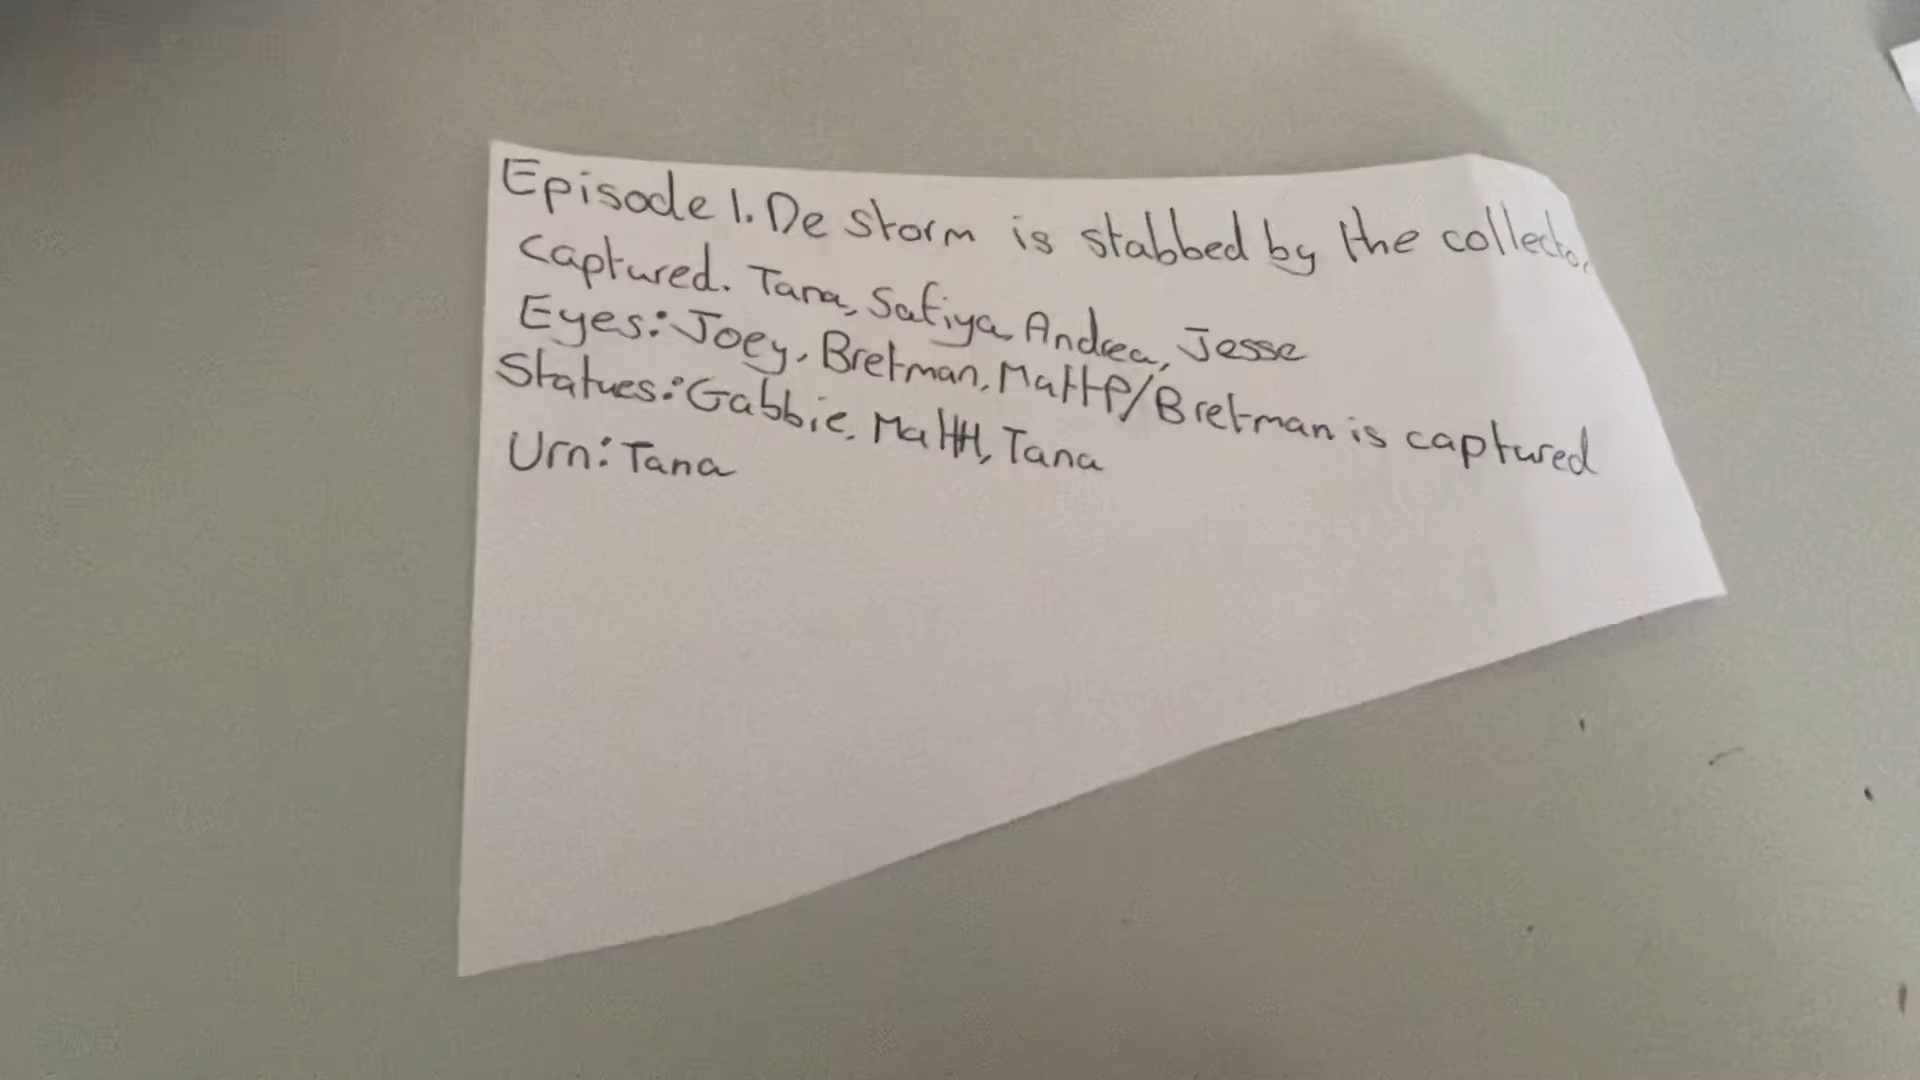 Episode 1. De storm is stabbed by the collector
captured. Tana, Safiya, Andrea, Jesse
Eyes: Joey, Bretman, MattP/Bretman is captured
Statues: Gabbie, MattH, Tana
Urn: Tana